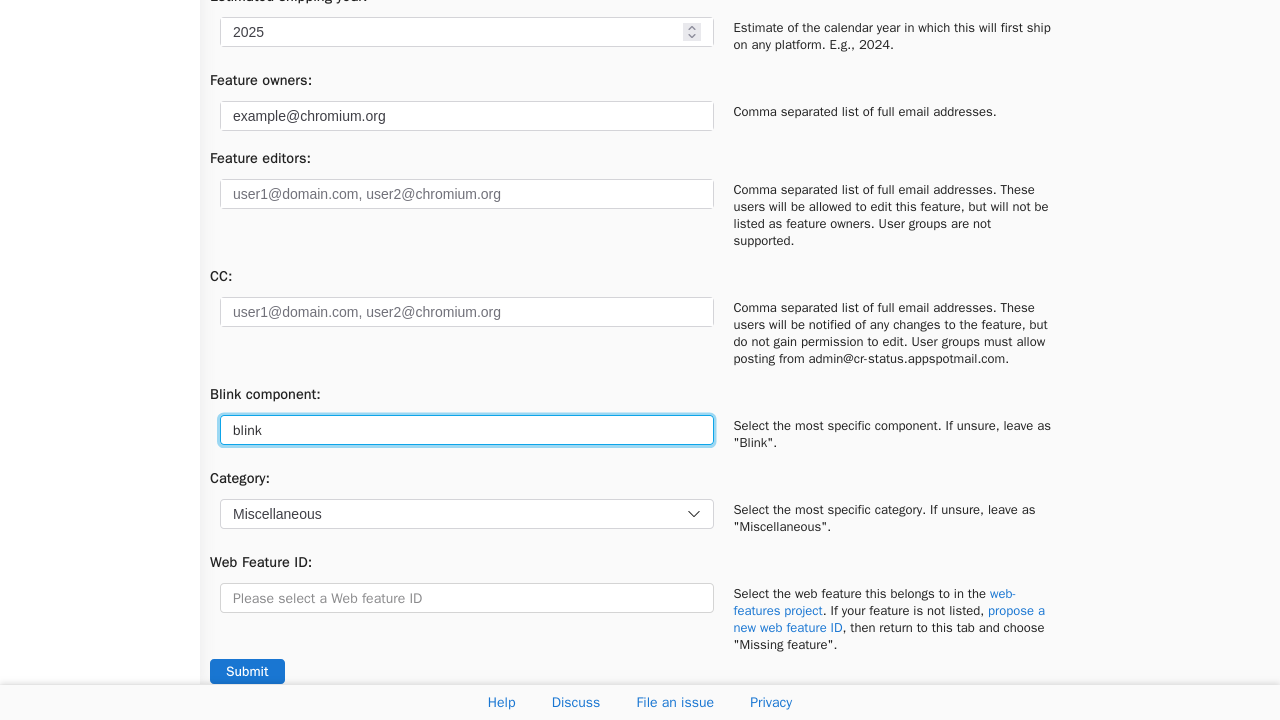 2025
Estimate of the calendar year in which this will first ship
on any platform. E.g., 2024.
Feature owners:
example@chromium.org
Comma separated list of full email addresses.
Feature editors:
user1@domain.com, user2@chromium.org
Comma separated list of full email addresses. These
users will be allowed to edit this feature, but will not be
listed as feature owners. User groups are not
supported.
CC:
user1@domain.com, user2@chromium.org
Comma separated list of full email addresses. These
users will be notified of any changes to the feature, but
do not gain permission to edit. User groups must allow
posting from admin@cr-status.appspotmail.com.
Blink component:
blink
Select the most specific component. If unsure, leave as
"Blink".
Category:
Miscellaneous
Select the most specific category. If unsure, leave as
"Miscellaneous".
Web Feature ID:
Please select a Web feature ID
Select the web feature this belongs to in the web-
features project. If your feature is not listed, propose a
new web feature ID, then return to this tab and choose
"Missing feature".
Submit
Help Discuss File an issue Privacy